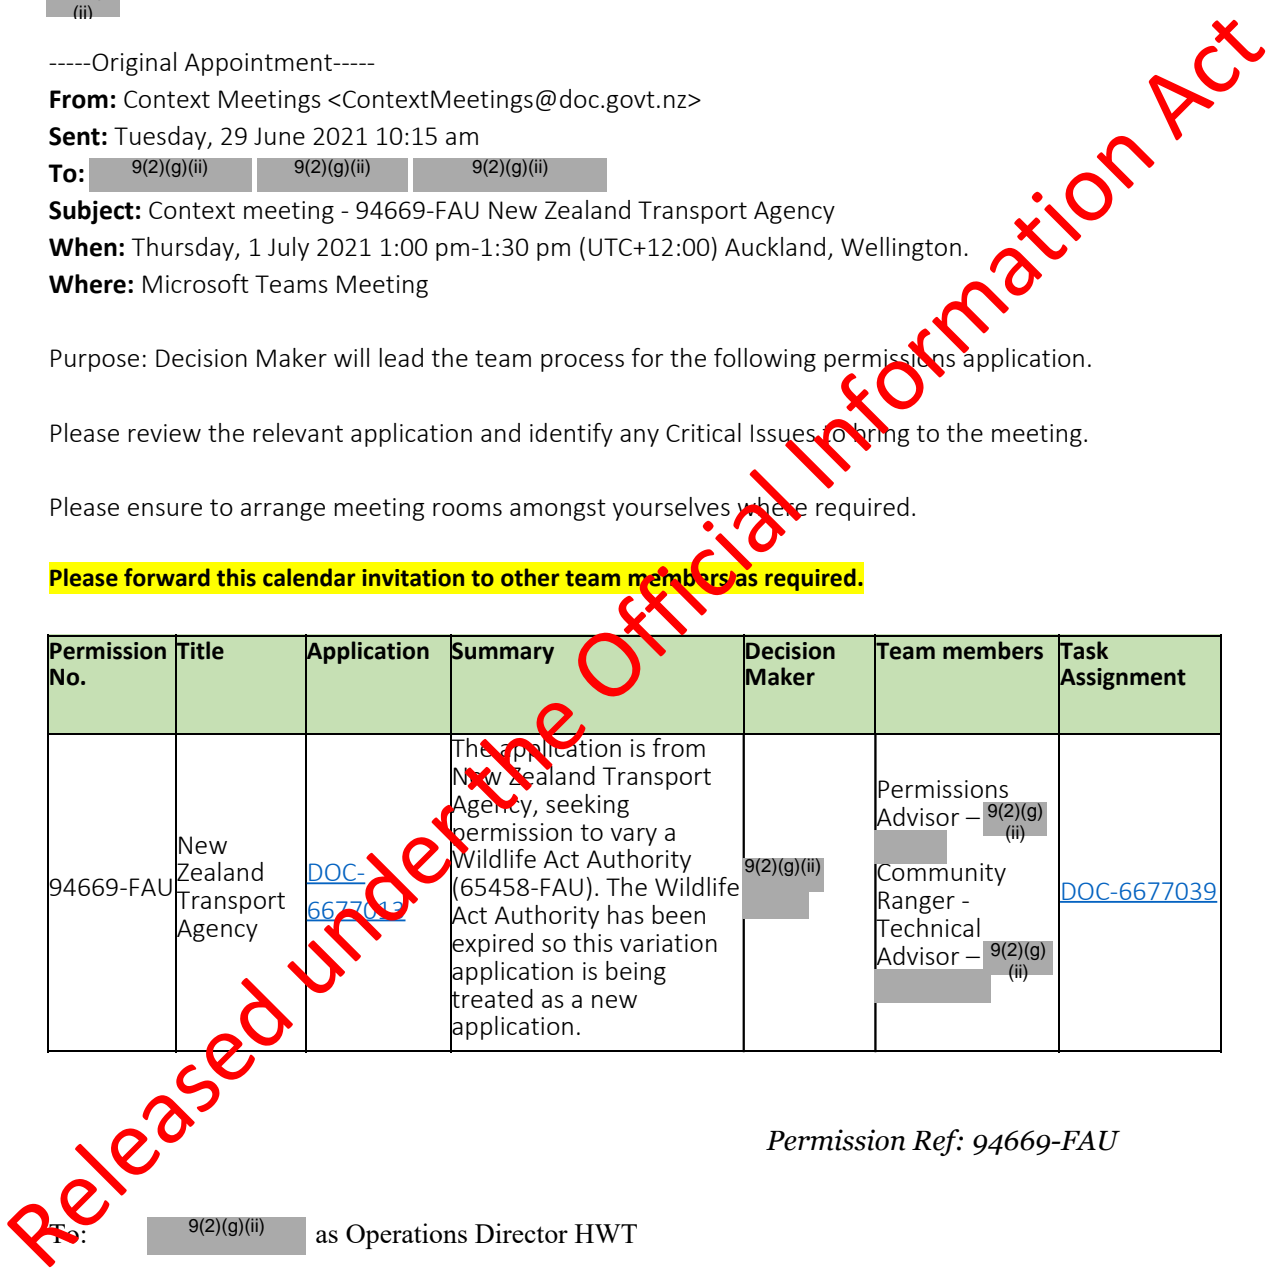 (ii)
-----Original Appointment-----
From: Context Meetings <ContextMeetings@doc.govt.nz>
Sent: Tuesday, 29 June 2021 10:15 am
To: 9(2)(g)(ii) 9(2)(g)(ii) 9(2)(g)(ii)
Subject: Context meeting - 94669-FAU New Zealand Transport Agency
When: Thursday, 1 July 2021 1:00 pm-1:30 pm (UTC+12:00) Auckland, Wellington.
Where: Microsoft Teams Meeting
Purpose: Decision Maker will lead the team process for the following permissions application.
Please review the relevant application and identify any Critical Issues to bring to the meeting.
Please ensure to arrange meeting rooms amongst yourselves where required.
Please forward this calendar invitation to other team members as required.
Permission No.
Title
Application
Summary
Decision Maker
Team members
Task Assignment
94669-FAU
New
Zealand
Transport
Agency
DOC-
6677013
The application is from
New Zealand Transport
Agency, seeking
permission to vary a
Wildlife Act Authority
(65458-FAU). The Wildlife
Act Authority has been
expired so this variation
application is being
treated as a new
application.
9(2)(g)(ii)
Permissions
Advisor – 9(2)(g)
(ii)
Community
Ranger -
Technical
Advisor – 9(2)(g)
(ii)
DOC-6677039
Permission Ref: 94669-FAU
To: 9(2)(g)(ii) as Operations Director HWT
Released under the Official Information Act